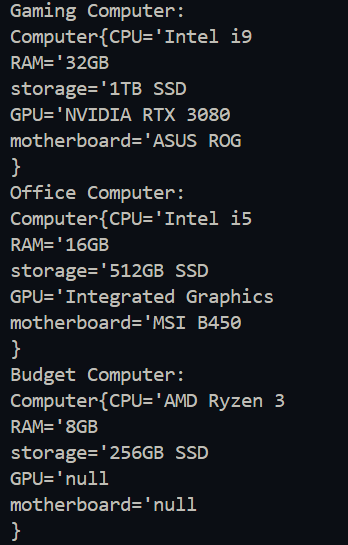 Gaming Computer:
Computer{CPU='Intel i9
RAM='32GB
storage='1TB SSD
GPU='NVIDIA RTX 3080
motherboard='ASUS ROG
}
Office Computer:
Computer{CPU='Intel i5
RAM='16GB
storage='512GB SSD
GPU='Integrated Graphics
motherboard='MSI B450
}
Budget Computer:
Computer{CPU='AMD Ryzen 3
RAM='8GB
storage='256GB SSD
GPU='null
motherboard='null
}